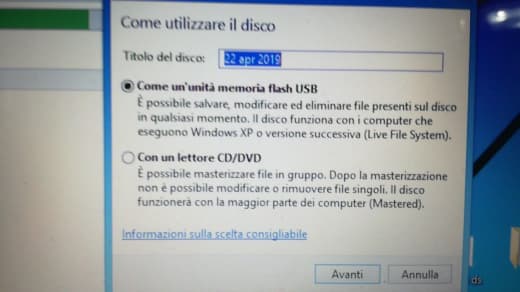 Come utilizzare il disco
Titolo del disco: 22 apr 2019
Come un'unità memoria flash USB
È possibile salvare, modificare ed eliminare file presenti sul disco
in qualsiasi momento. Il disco funziona con i computer che
eseguono Windows XP o versione successiva (Live File System).
Con un lettore CD/DVD
È possibile masterizzare file in gruppo. Dopo la masterizzazione
non è possibile modificare o rimuovere file singoli. Il disco
funzionerà con la maggior parte dei computer (Mastered).
Informazioni sulla scelta consigliabile
Avanti Annulla
ds